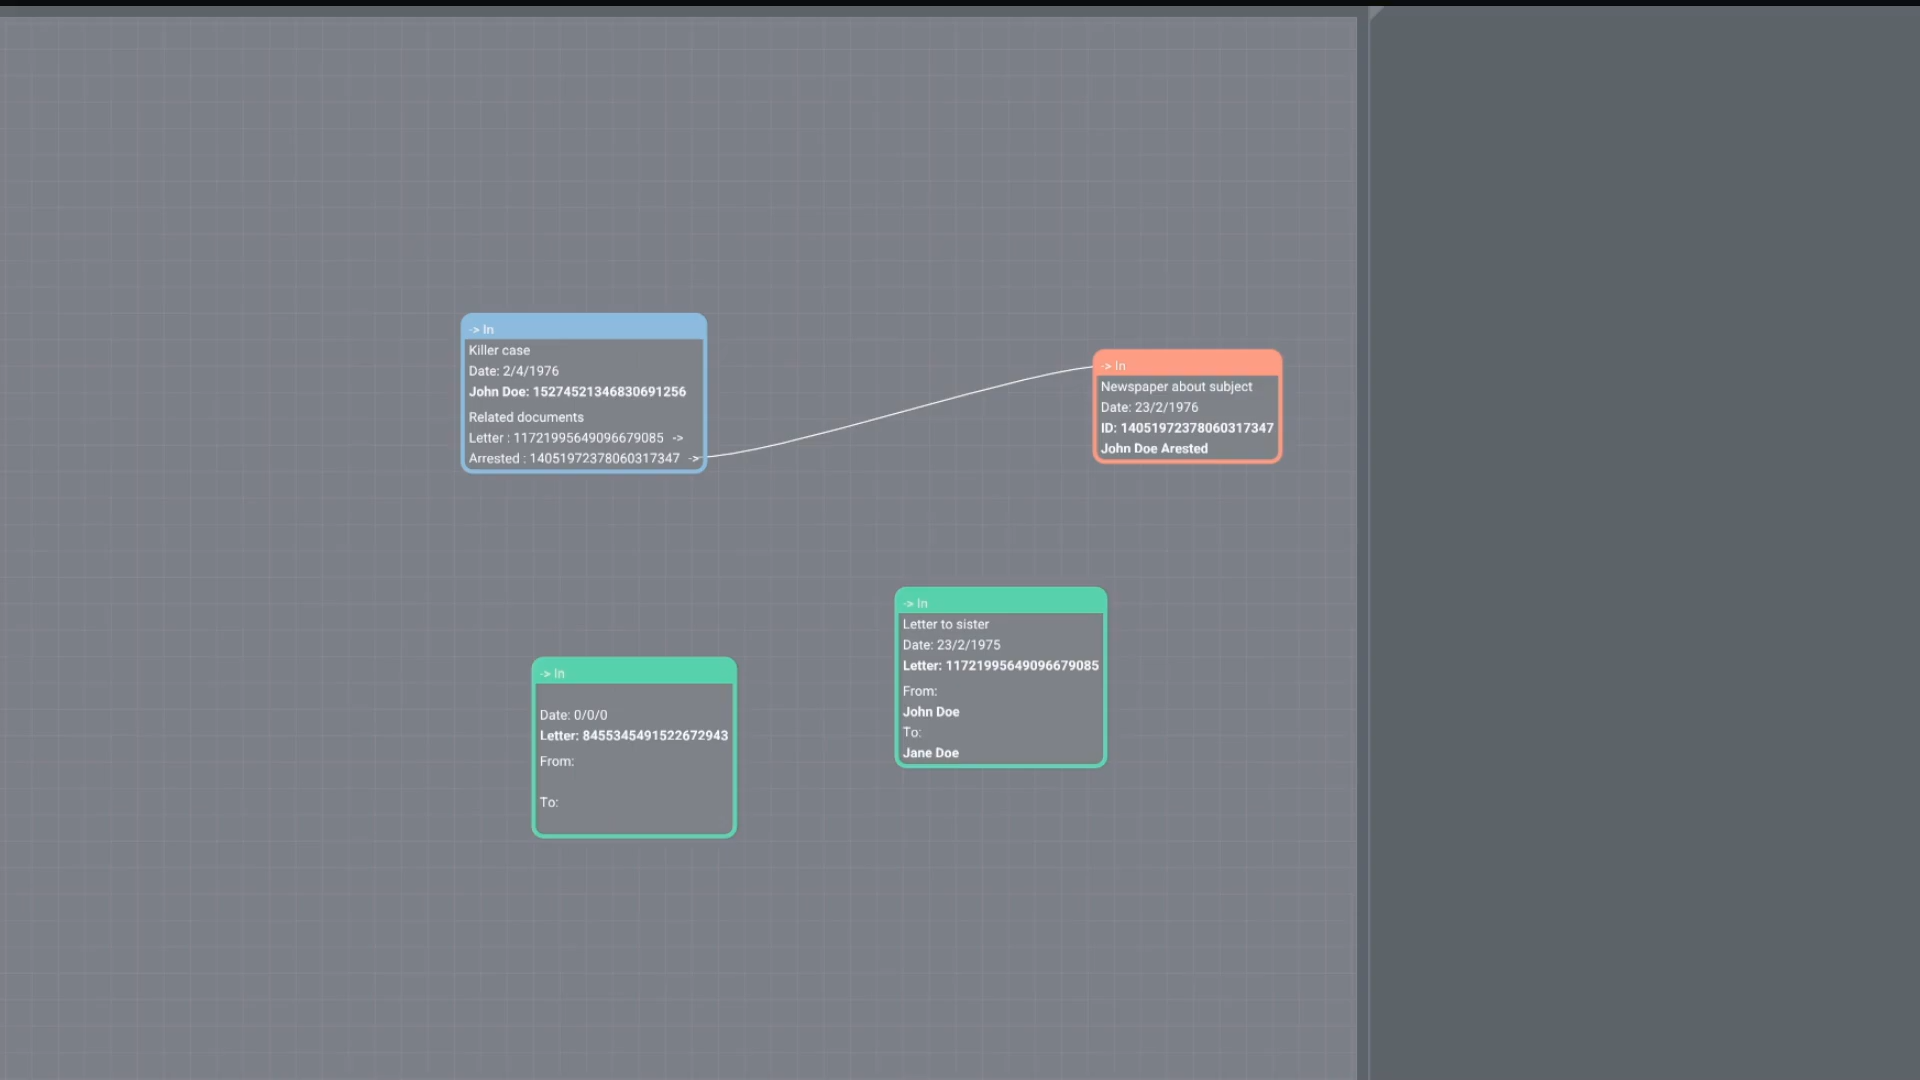 -> In
Killer case
Date: 2/4/1976
John Doe: 15274521346830691256
Related documents
Letter : 11721995649096679085 ->
Arrested : 14051972378060317347 ->
-> In
Newspaper about subject
Date: 23/2/1976
ID: 14051972378060317347
John Doe Arested
-> In
Letter to sister
Date: 23/2/1975
Letter: 11721995649096679085
From:
John Doe
To:
Jane Doe
-> In
Date: 0/0/0
Letter: 8455345491522672943
From:
To: